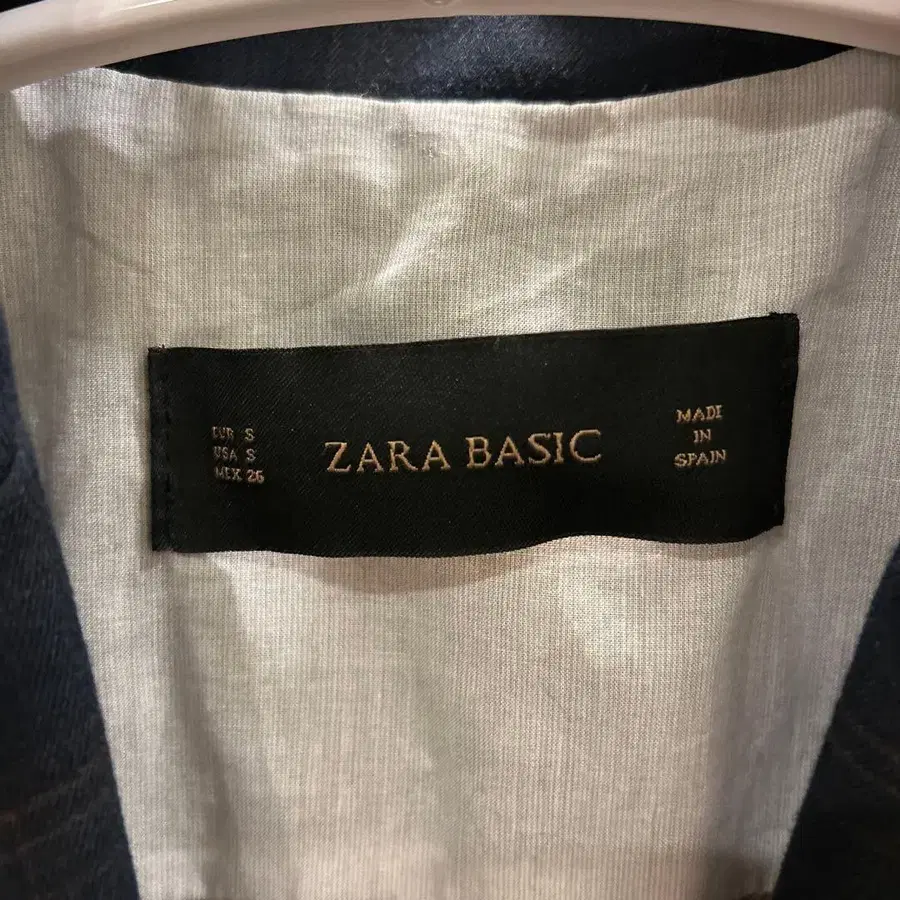 EUR S
USA S
MEX 26
ZARA BASIC
MADE
IN
SPAIN